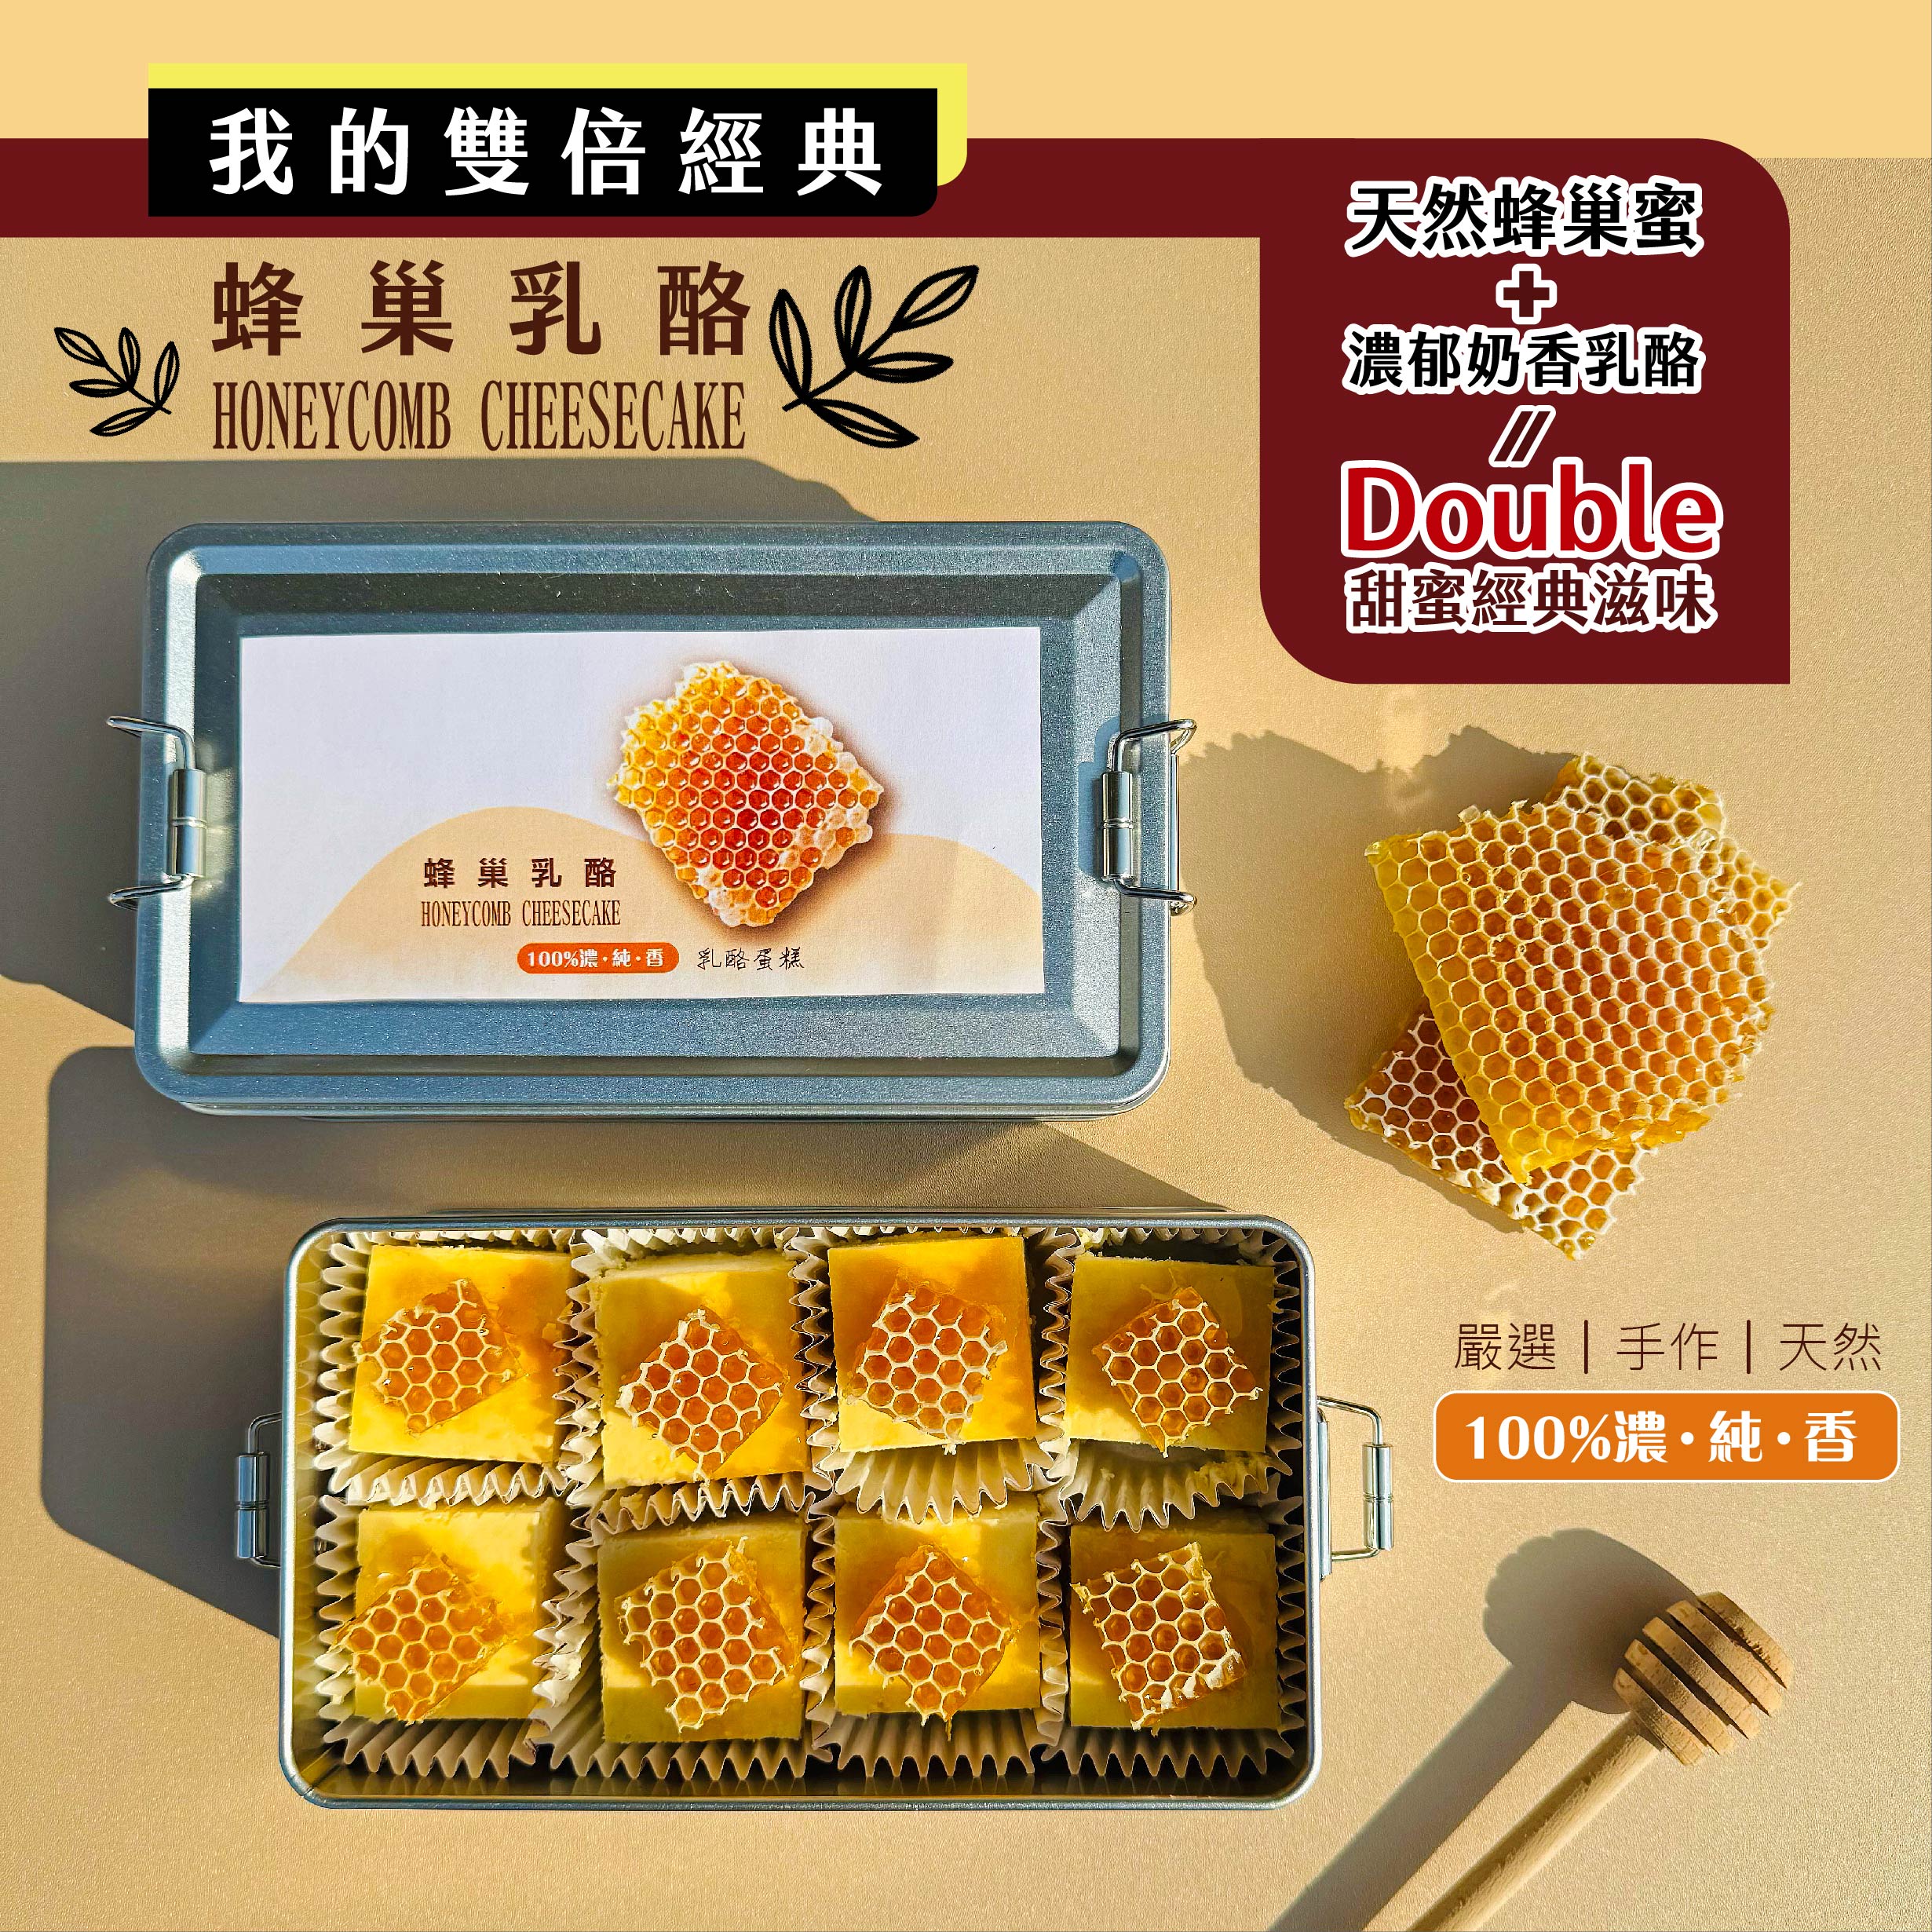 我的雙倍經典
蜂巢乳酪
HONEYCOMB CHEESECAKE
天然蜂巢蜜
+
濃郁奶香乳酪
//
Double
甜蜜經典滋味
蜂巢乳酪
HONEYCOMB CHEESECAKE
100%濃·純·香 乳酪蛋糕
嚴選|手作|天然
100%濃·純·香